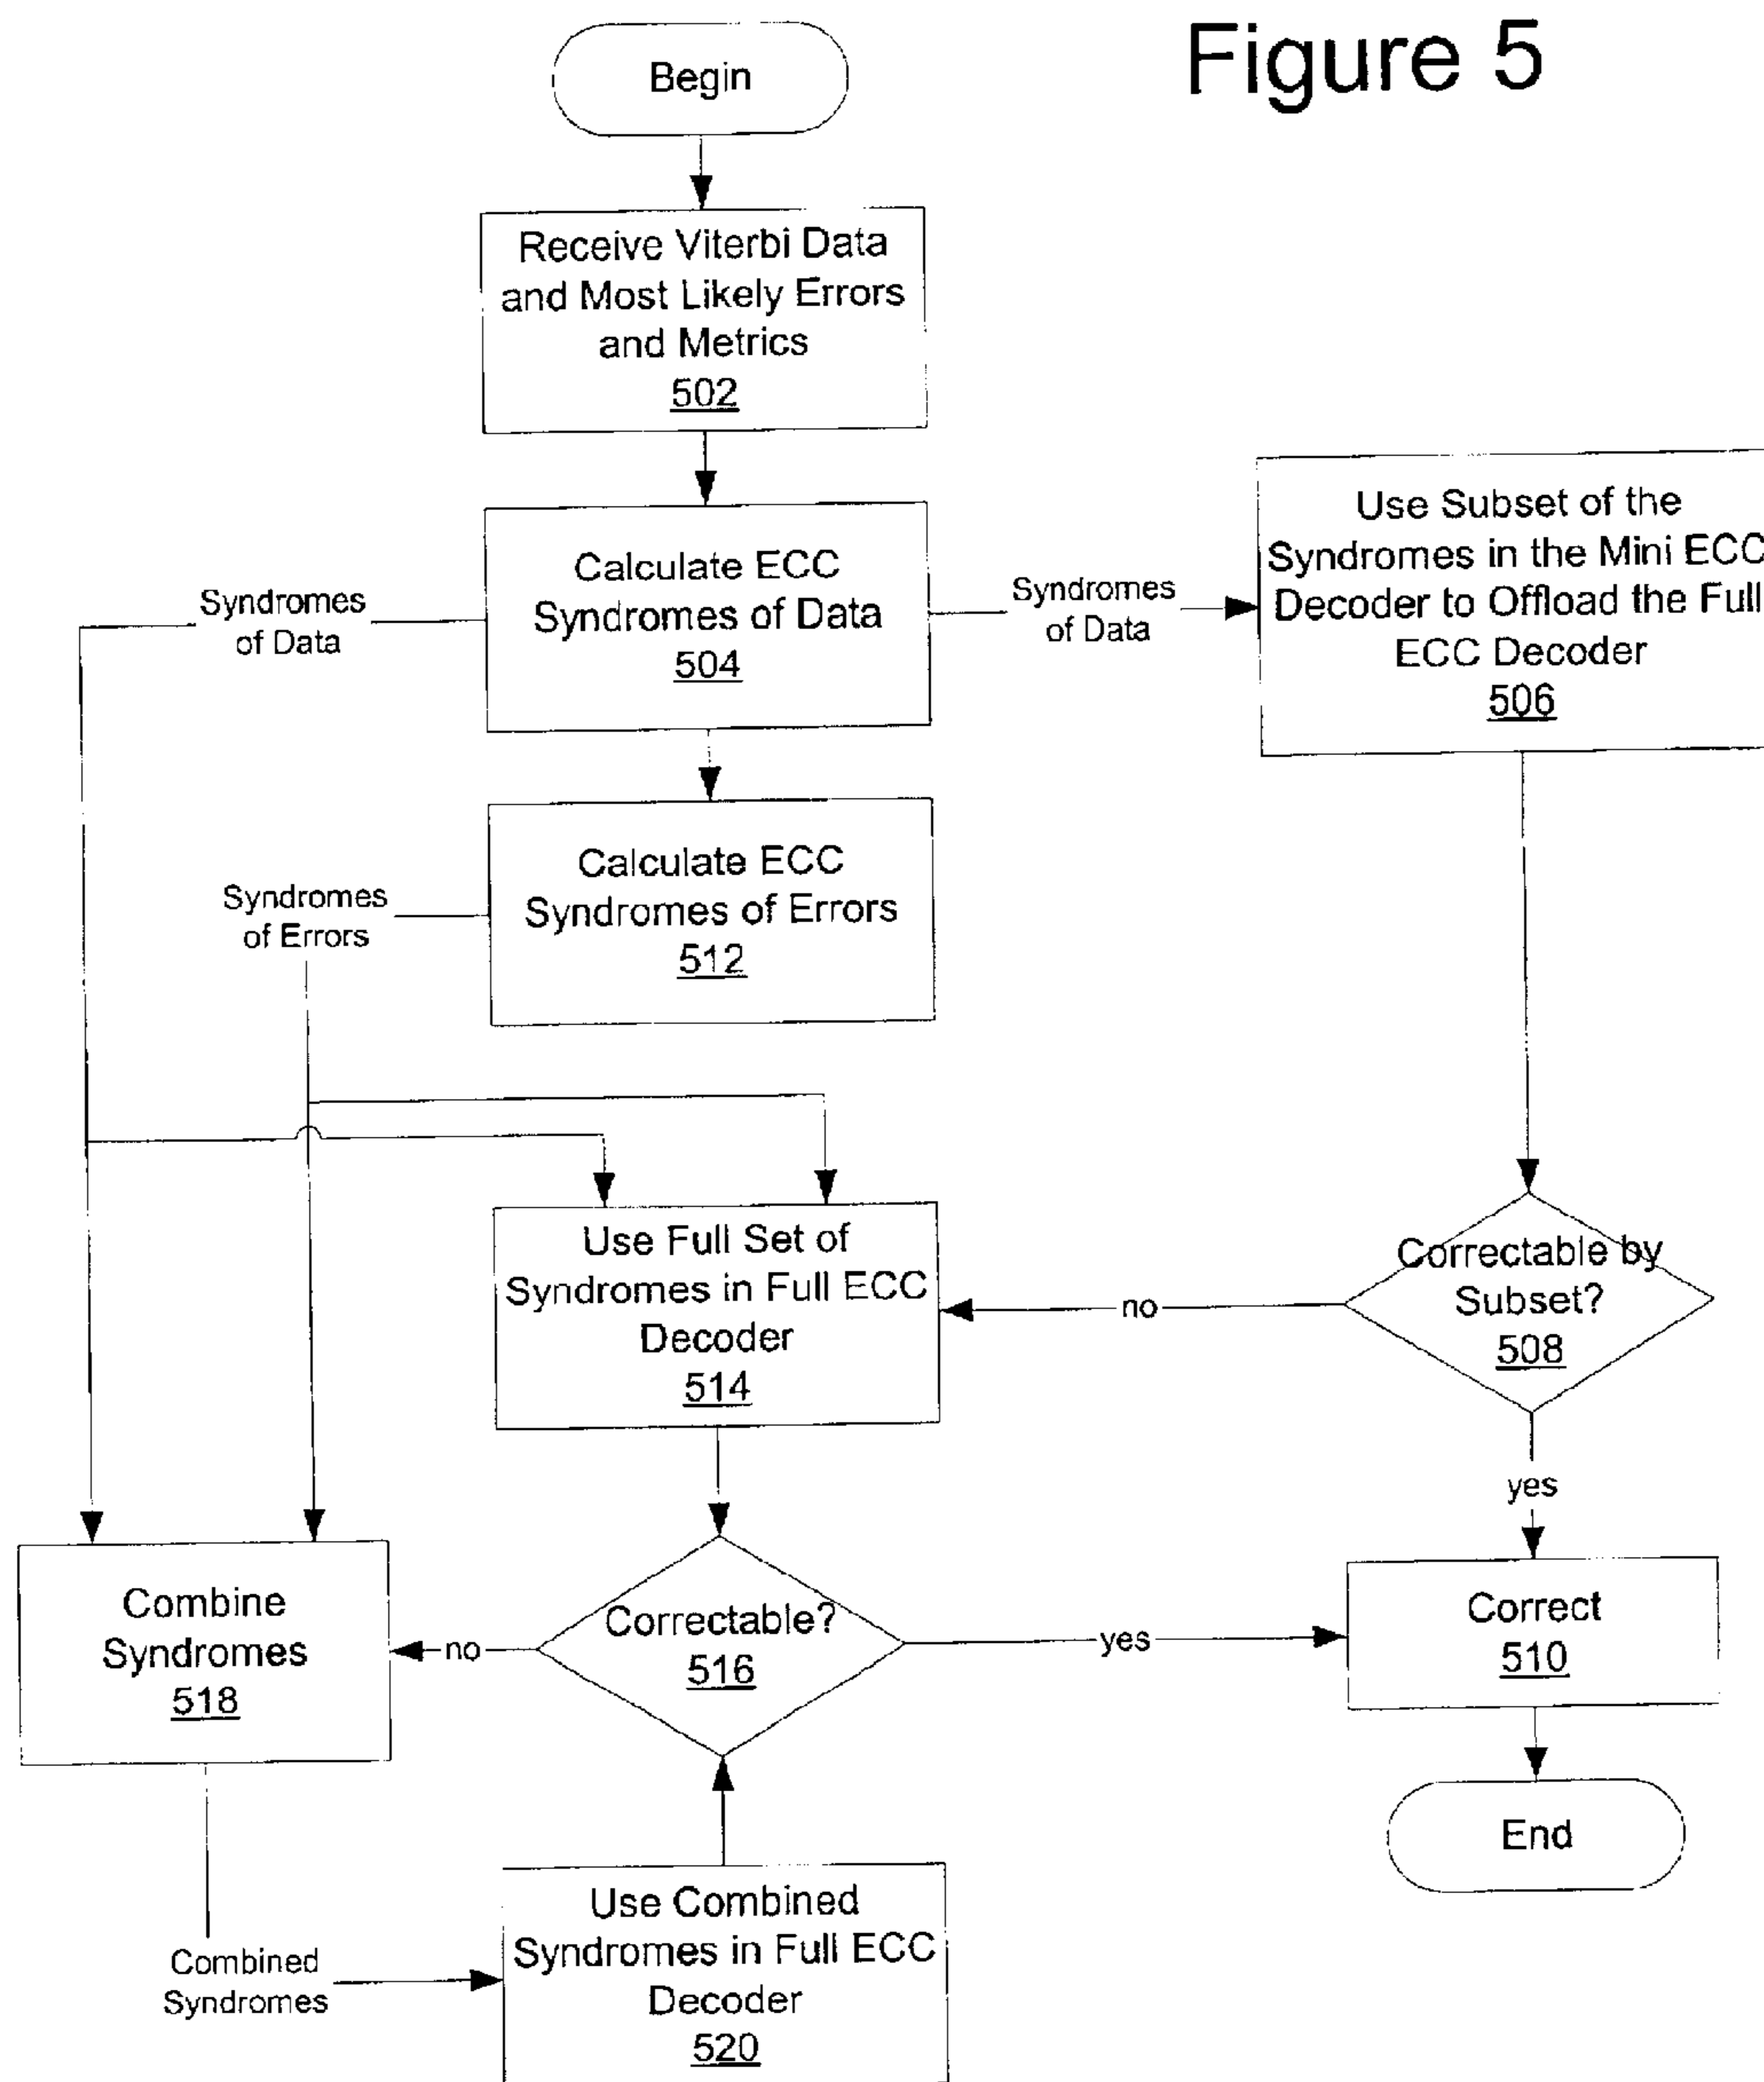 Figure 5
Begin
Receive Viterbi Data
and Most Likely Errors
and Metrics
502
Calculate ECC
Syndromes of Data
504
Syndromes
of Data
Syndromes
of Data
Use Subset of the
Syndromes in the Mini ECC
Decoder to Offload the Full
ECC Decoder
506
Calculate ECC
Syndromes of Errors
512
Syndromes
of Errors
Use Full Set of
Syndromes in Full ECC
Decoder
514
no
Correctable by
Subset?
508
yes
Combine
Syndromes
518
no
Correctable?
516
yes
Correct
510
End
Combined
Syndromes
Use Combined
Syndromes in Full ECC
Decoder
520